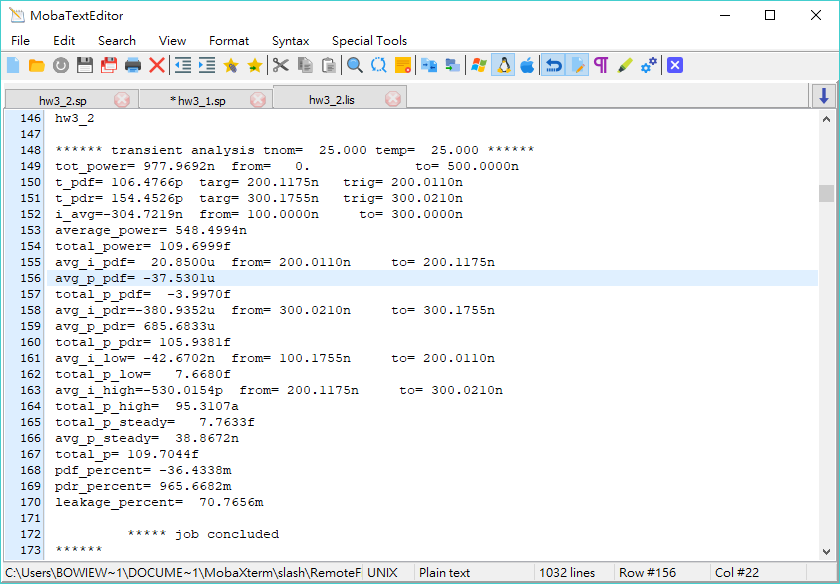 MobaTextEditor
File Edit Search View Format Syntax Special Tools
hw3_2.sp *hw3_1.sp hw3_2.lis
146 hw3_2
147
148 ****** transient analysis tnom=  25.000 temp=  25.000 ******
149 tot_power= 977.9692n  from=   0.             to= 500.0000n
150 t_pdf= 106.4766p  targ= 200.1175n   trig= 200.0110n
151 t_pdr= 154.4526p  targ= 300.1755n   trig= 300.0210n
152 i_avg=-304.7219n  from= 100.0000n     to= 300.0000n
153 average_power= 548.4994n
154 total_power= 109.6999f
155 avg_i_pdf=  20.8500u  from= 200.0110n     to= 200.1175n
156 avg_p_pdf= -37.5301u
157 total_p_pdf=  -3.9970f
158 avg_i_pdr=-380.9352u  from= 300.0210n     to= 300.1755n
159 avg_p_pdr= 685.6833u
160 total_p_pdr= 105.9381f
161 avg_i_low= -42.6702n  from= 100.1755n     to= 200.0110n
162 total_p_low=   7.6680f
163 avg_i_high=-530.0154p  from= 200.1175n     to= 300.0210n
164 total_p_high=  95.3107a
165 total_p_steady=   7.7633f
166 avg_p_steady=  38.8672n
167 total_p= 109.7044f
168 pdf_percent= -36.4338m
169 pdr_percent= 965.6682m
170 leakage_percent=  70.7656m
171
172          ***** job concluded
173 ******
C:\Users\BOWIEW~1\DOCUME~1\MobaXterm\slash\RemoteF UNIX Plain text 1032 lines Row #156 Col #22